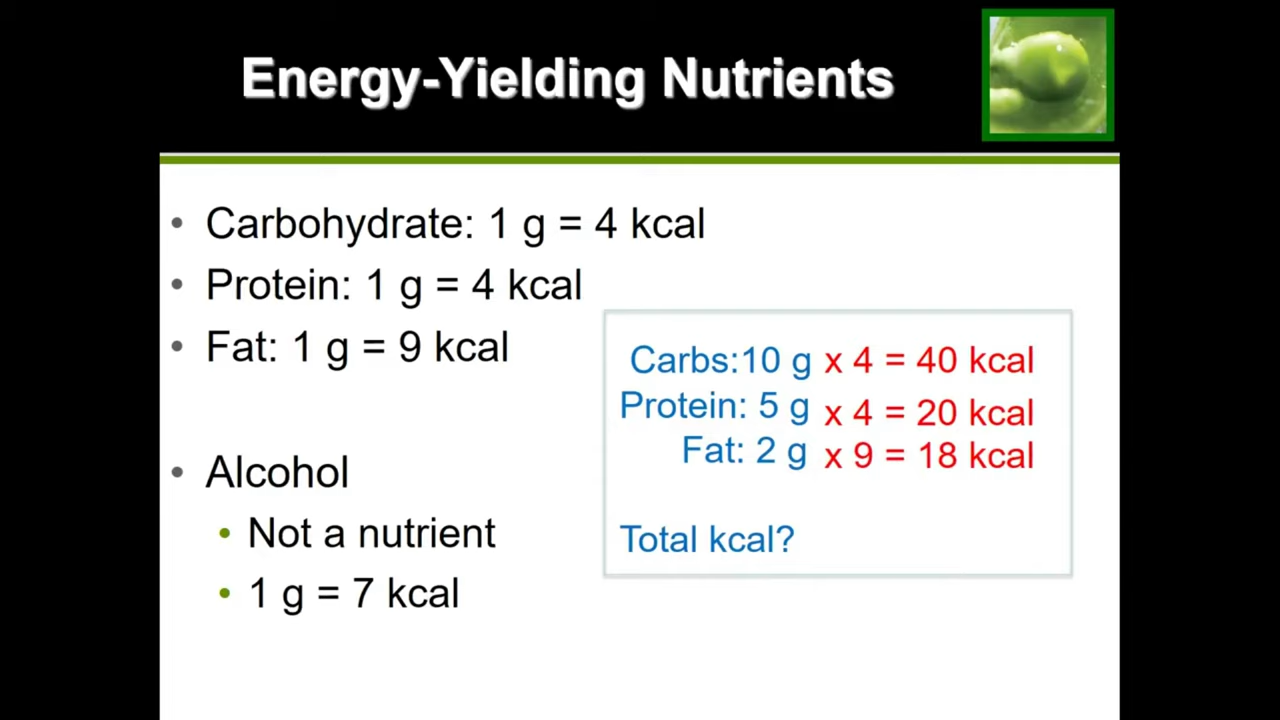 Energy-Yielding Nutrients
• Carbohydrate: 1 g = 4 kcal
• Protein: 1 g = 4 kcal
• Fat: 1 g = 9 kcal
• Alcohol
• Not a nutrient
• 1 g = 7 kcal
Carbs:10 g x 4 = 40 kcal
Protein: 5 g x 4 = 20 kcal
Fat: 2 g x 9 = 18 kcal
Total kcal?